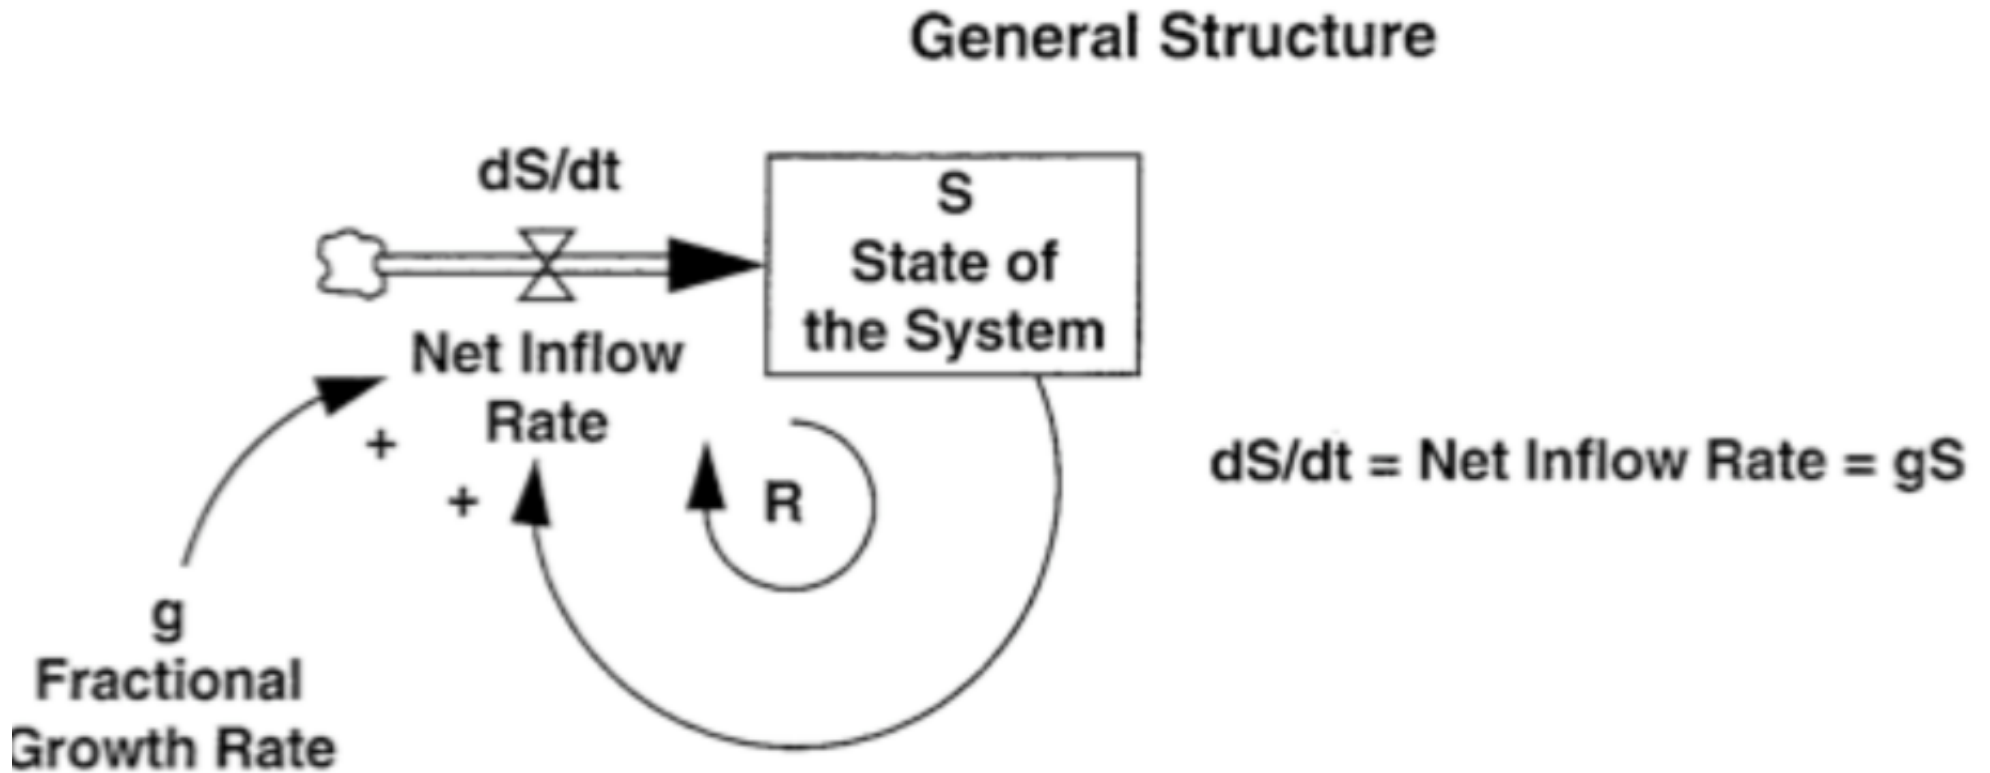 General Structure
dS/dt
S
State of
the System
Net Inflow
Rate
+
+
R
dS/dt = Net Inflow Rate = gS
g
Fractional
Growth Rate